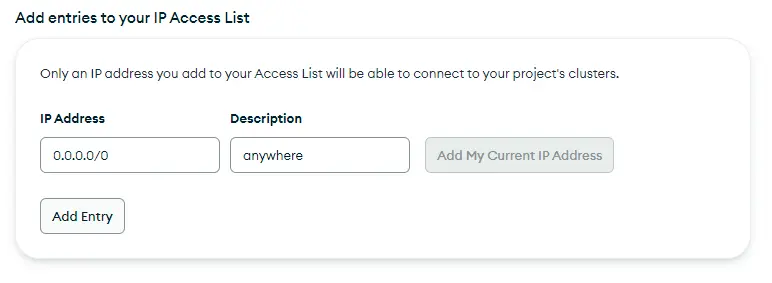 Add entries to your IP Access List
Only an IP address you add to your Access List will be able to connect to your project's clusters.
IP Address Description
0.0.0.0/0 anywhere Add My Current IP Address
Add Entry